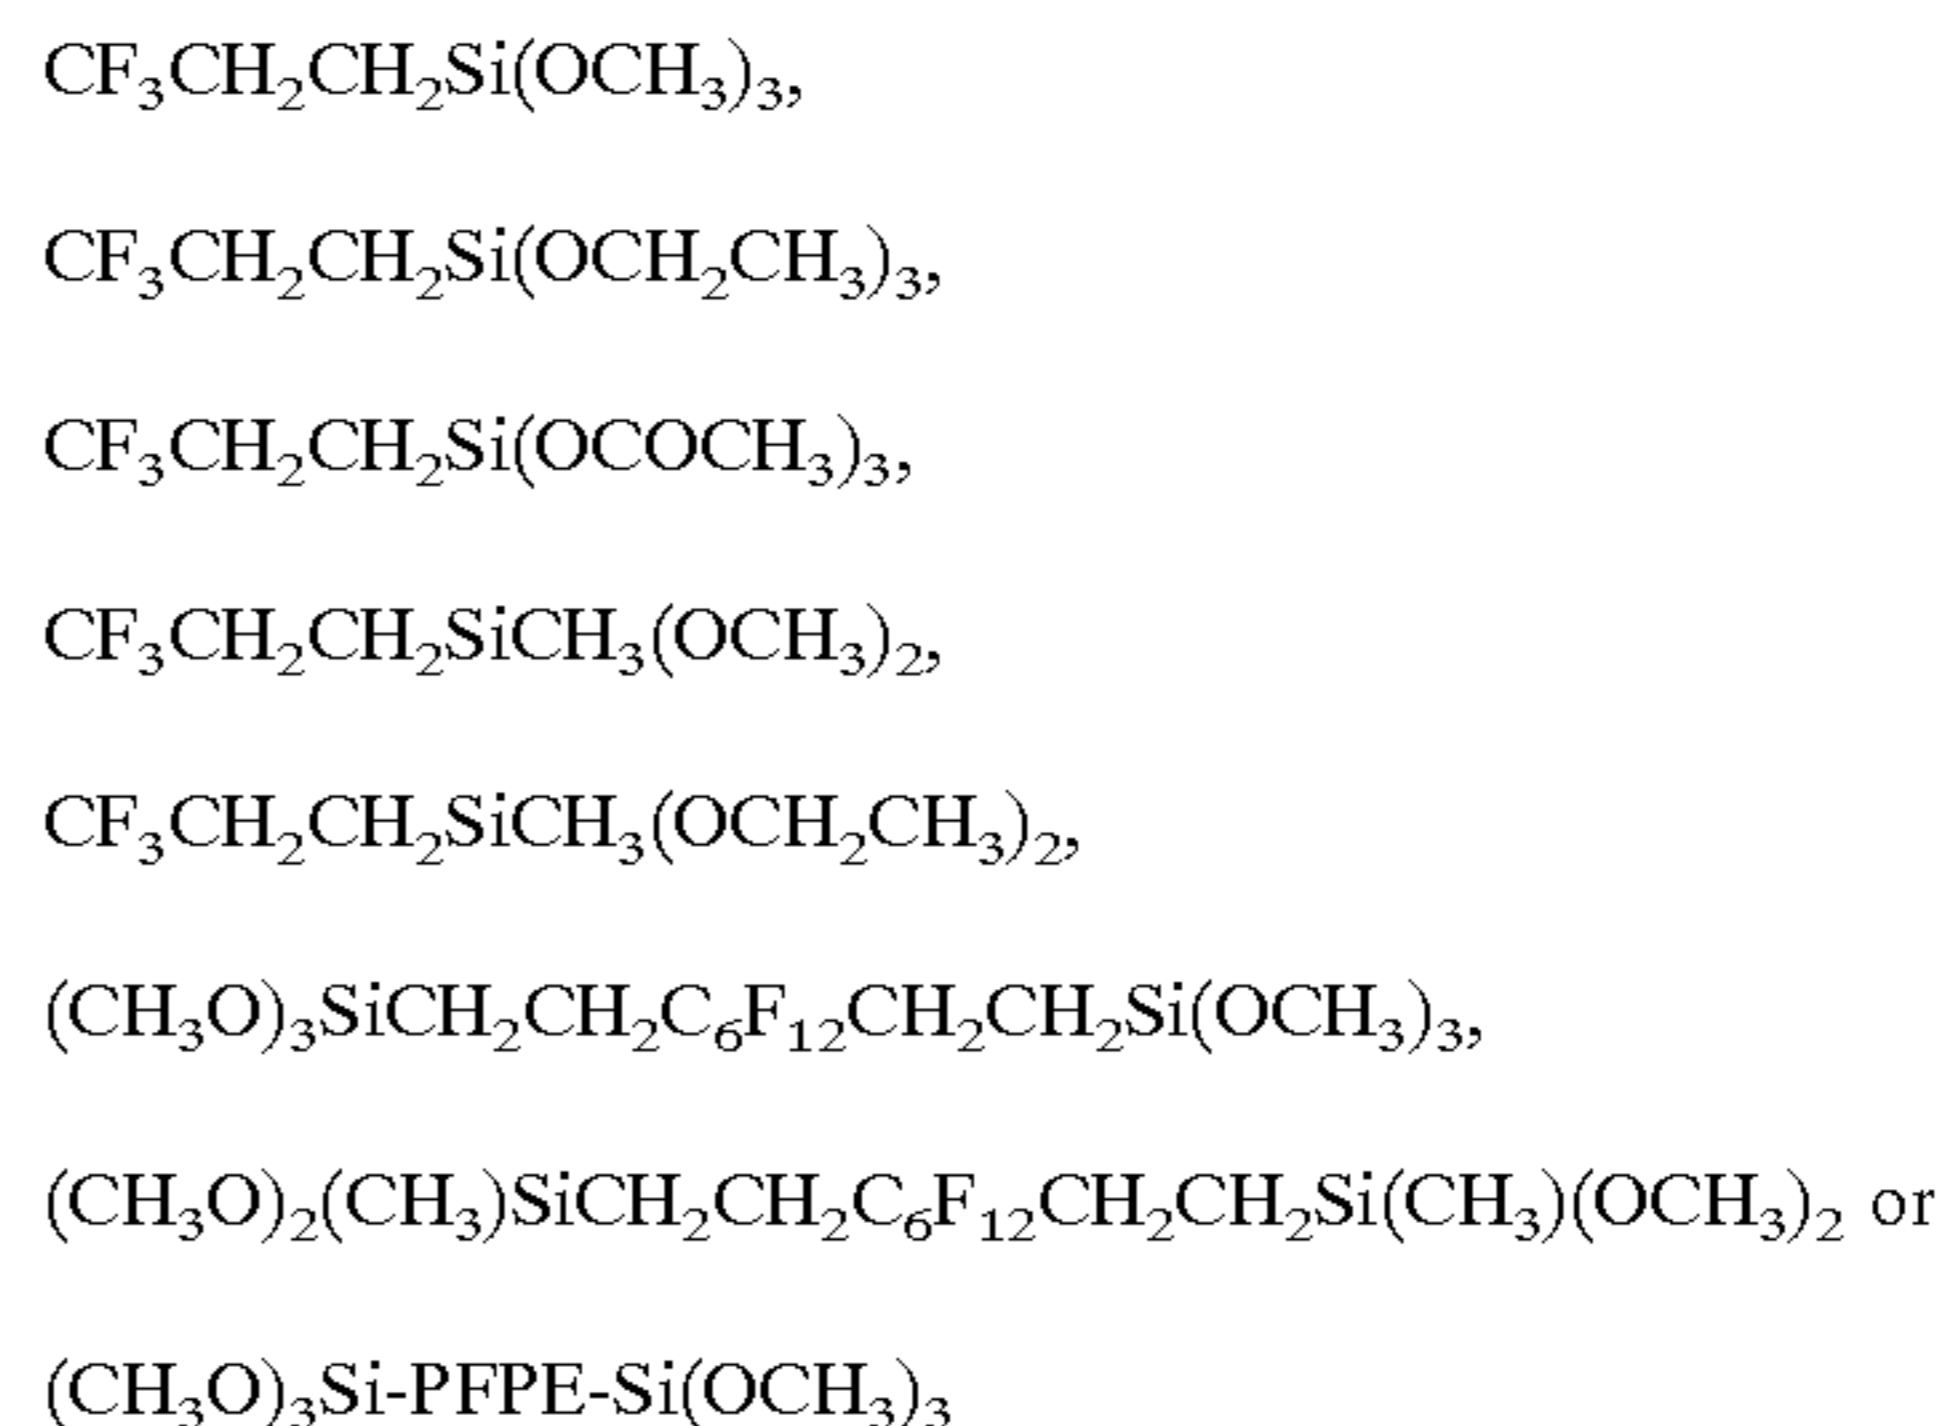 CF₃CH₂CH₂Si(OCH₃)₃,
CF₃CH₂CH₂Si(OCH₂CH₃)₃,
CF₃CH₂CH₂Si(OCOCH₃)₃,
CF₃CH₂CH₂SiCH₃(OCH₃)₂,
CF₃CH₂CH₂SiCH₃(OCH₂CH₃)₂,
(CH₃O)₃SiCH₂CH₂C₆F₁₂CH₂CH₂Si(OCH₃)₃,
(CH₃O)₂(CH₃)SiCH₂CH₂C₆F₁₂CH₂CH₂Si(CH₃)(OCH₃)₂ or
(CH₃O)₃Si-PFPE-Si(OCH₃)₃